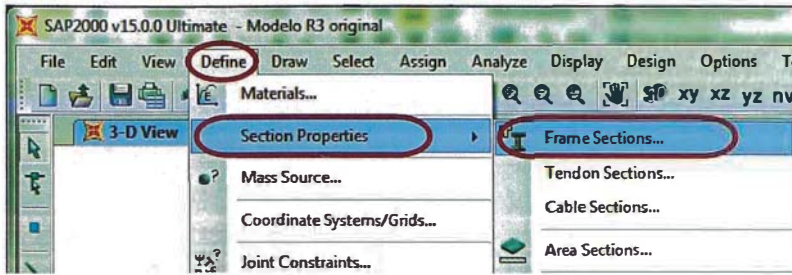 SAP2000 v15.0.0 Ultimate - Modelo R3 original
File Edit View Define Draw Select Assign Analyze Display Design Options
Materials...
xy xz yz nv
3-D View
Section Properties
Frame Sections...
Mass Source...
Tendon Sections...
Coordinate Systems/Grids...
Cable Sections...
Joint Constraints...
Area Sections...